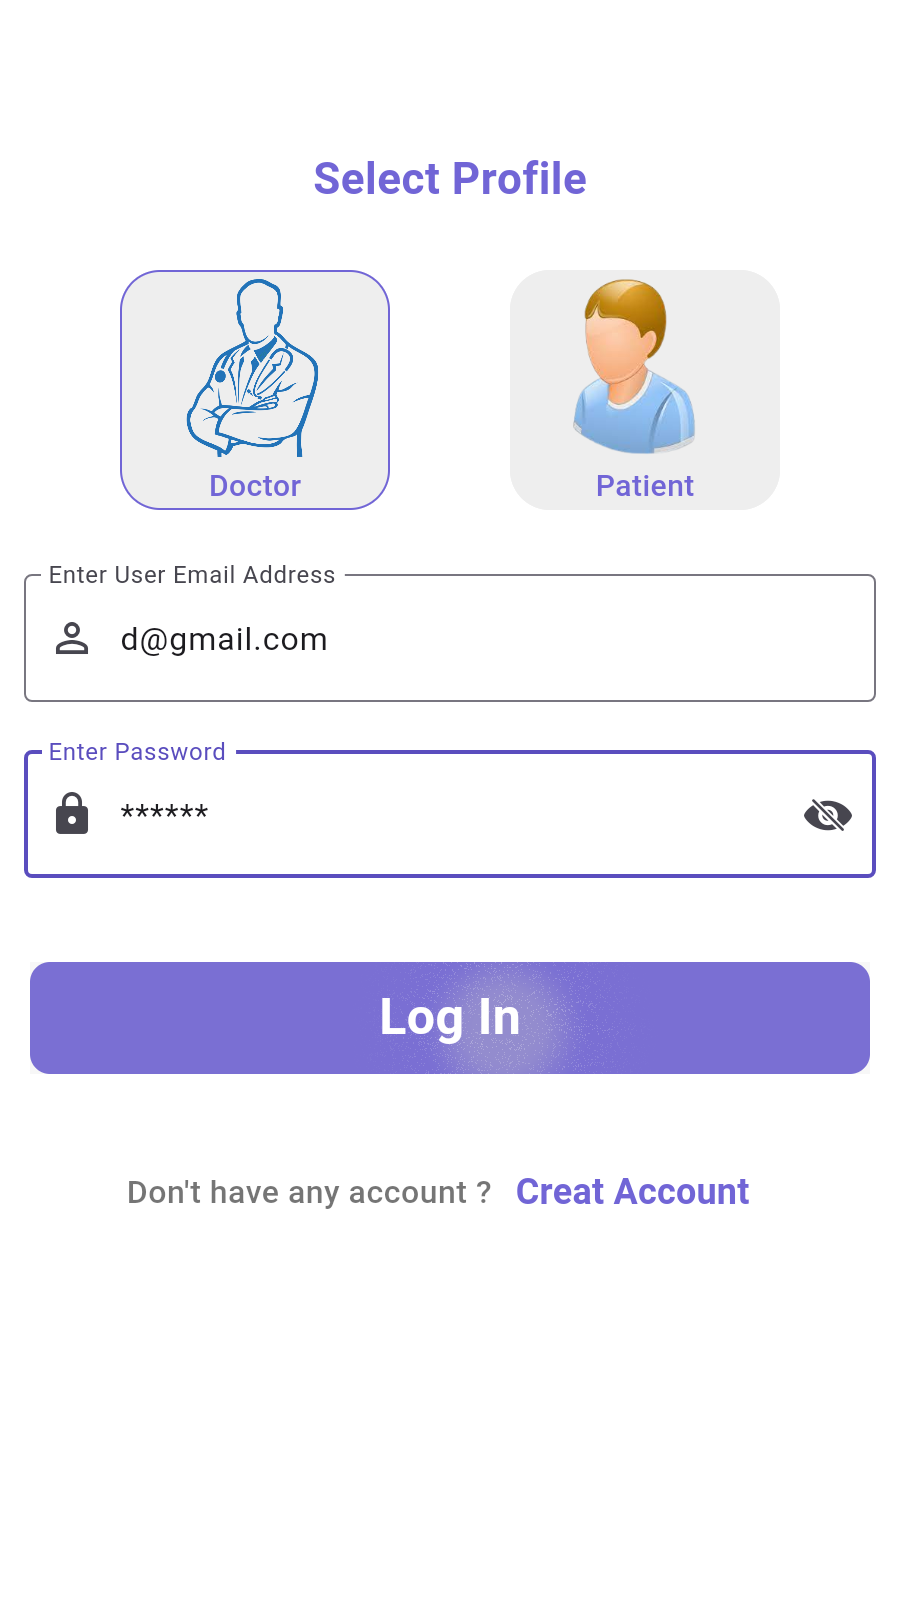 Select Profile
Doctor
Patient
Enter User Email Address
d@gmail.com
Enter Password
******
Log In
Don't have any account ? Creat Account